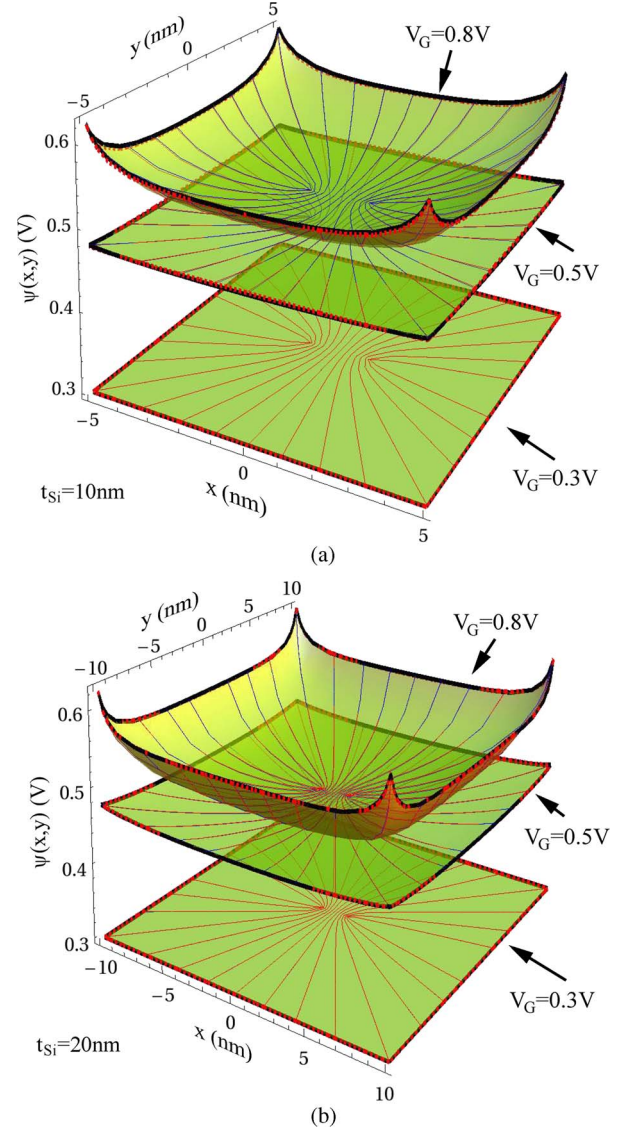 5
y (nm)
0
−5
V_G=0.8V
0.6
0.5
0.4
0.3
ψ(x,y) (V)
V_G=0.5V
V_G=0.3V
−5
0
5
x (nm)
t_Si=10nm
(a)
10
5
y (nm)
0
−5
−10
V_G=0.8V
0.6
0.5
0.4
0.3
ψ(x,y) (V)
V_G=0.5V
V_G=0.3V
−10
−5
0
5
10
x (nm)
t_Si=20nm
(b)